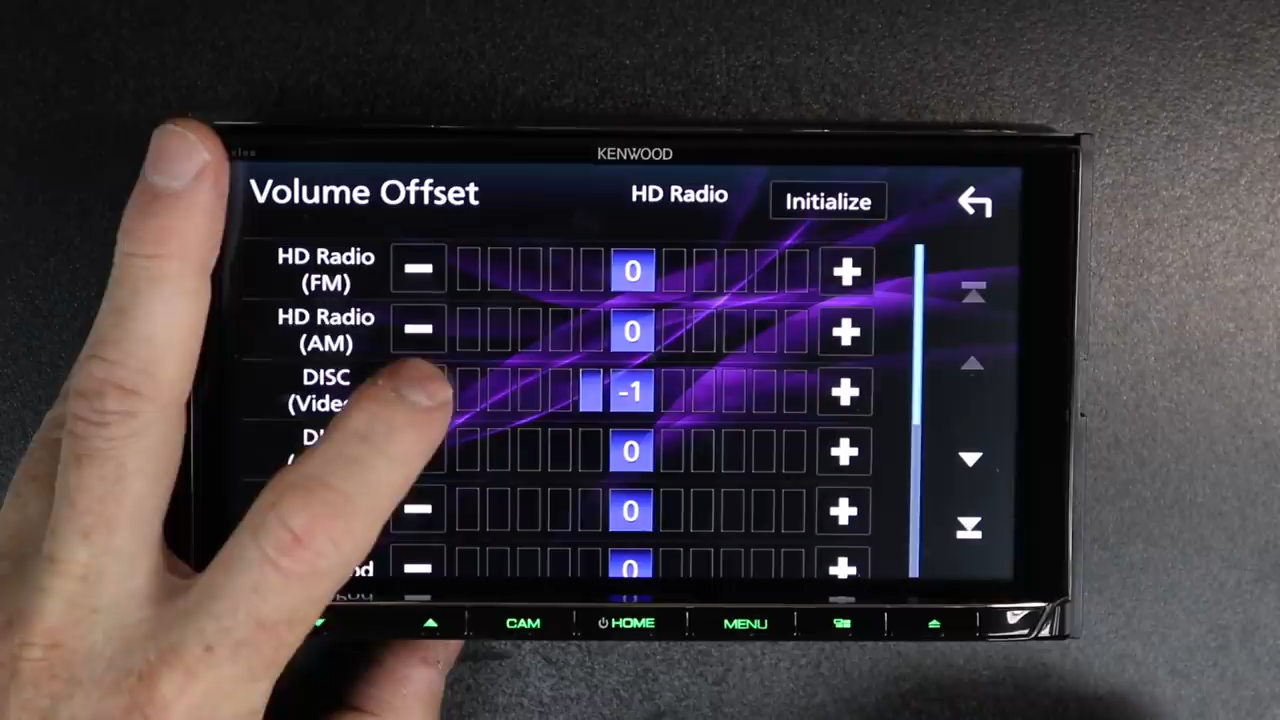 KENWOOD
Volume Offset
HD Radio
Initialize
HD Radio
(FM)
0
HD Radio
(AM)
0
DISC
-1
0
0
0
CAM
HOME
MENU